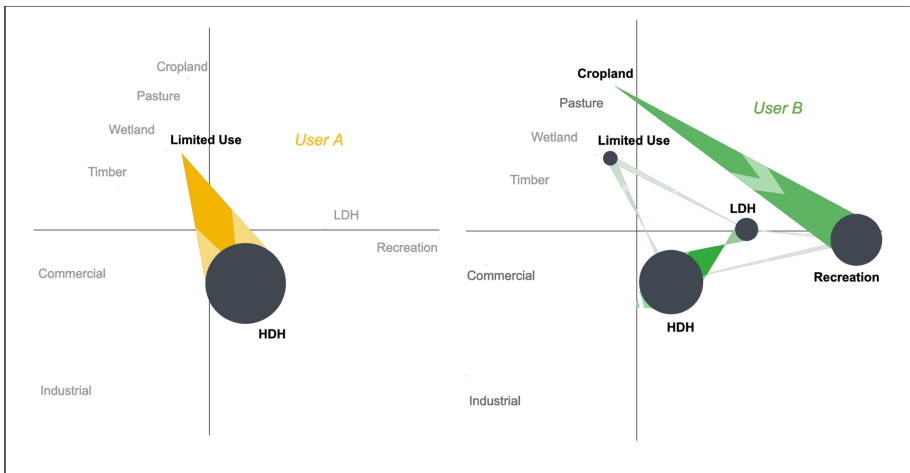 Cropland
Pasture
Wetland
Limited Use
User A
Timber
LDH
Recreation
Commercial
HDH
Industrial
Cropland
Pasture
User B
Wetland
Limited Use
Timber
LDH
Commercial
Recreation
HDH
Industrial